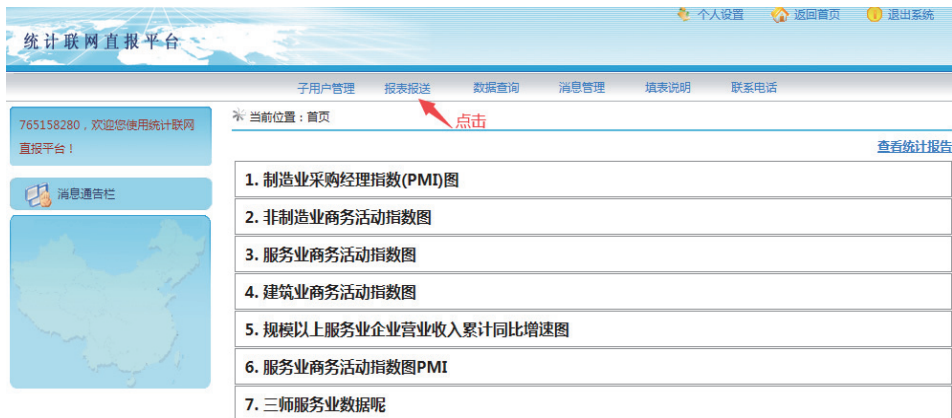 个人设置 返回首页 退出系统
统计联网直报平台
子用户管理 报表报送 数据查询 消息管理 填表说明 联系电话
点击
765158280，欢迎您使用统计联网
直报平台！
当前位置：首页
查看统计报告
消息通告栏
1. 制造业采购经理指数(PMI)图
2. 非制造业商务活动指数图
3. 服务业商务活动指数图
4. 建筑业商务活动指数图
5. 规模以上服务业企业营业收入累计同比增速图
6. 服务业商务活动指数图PMI
7. 三师服务业数据呢